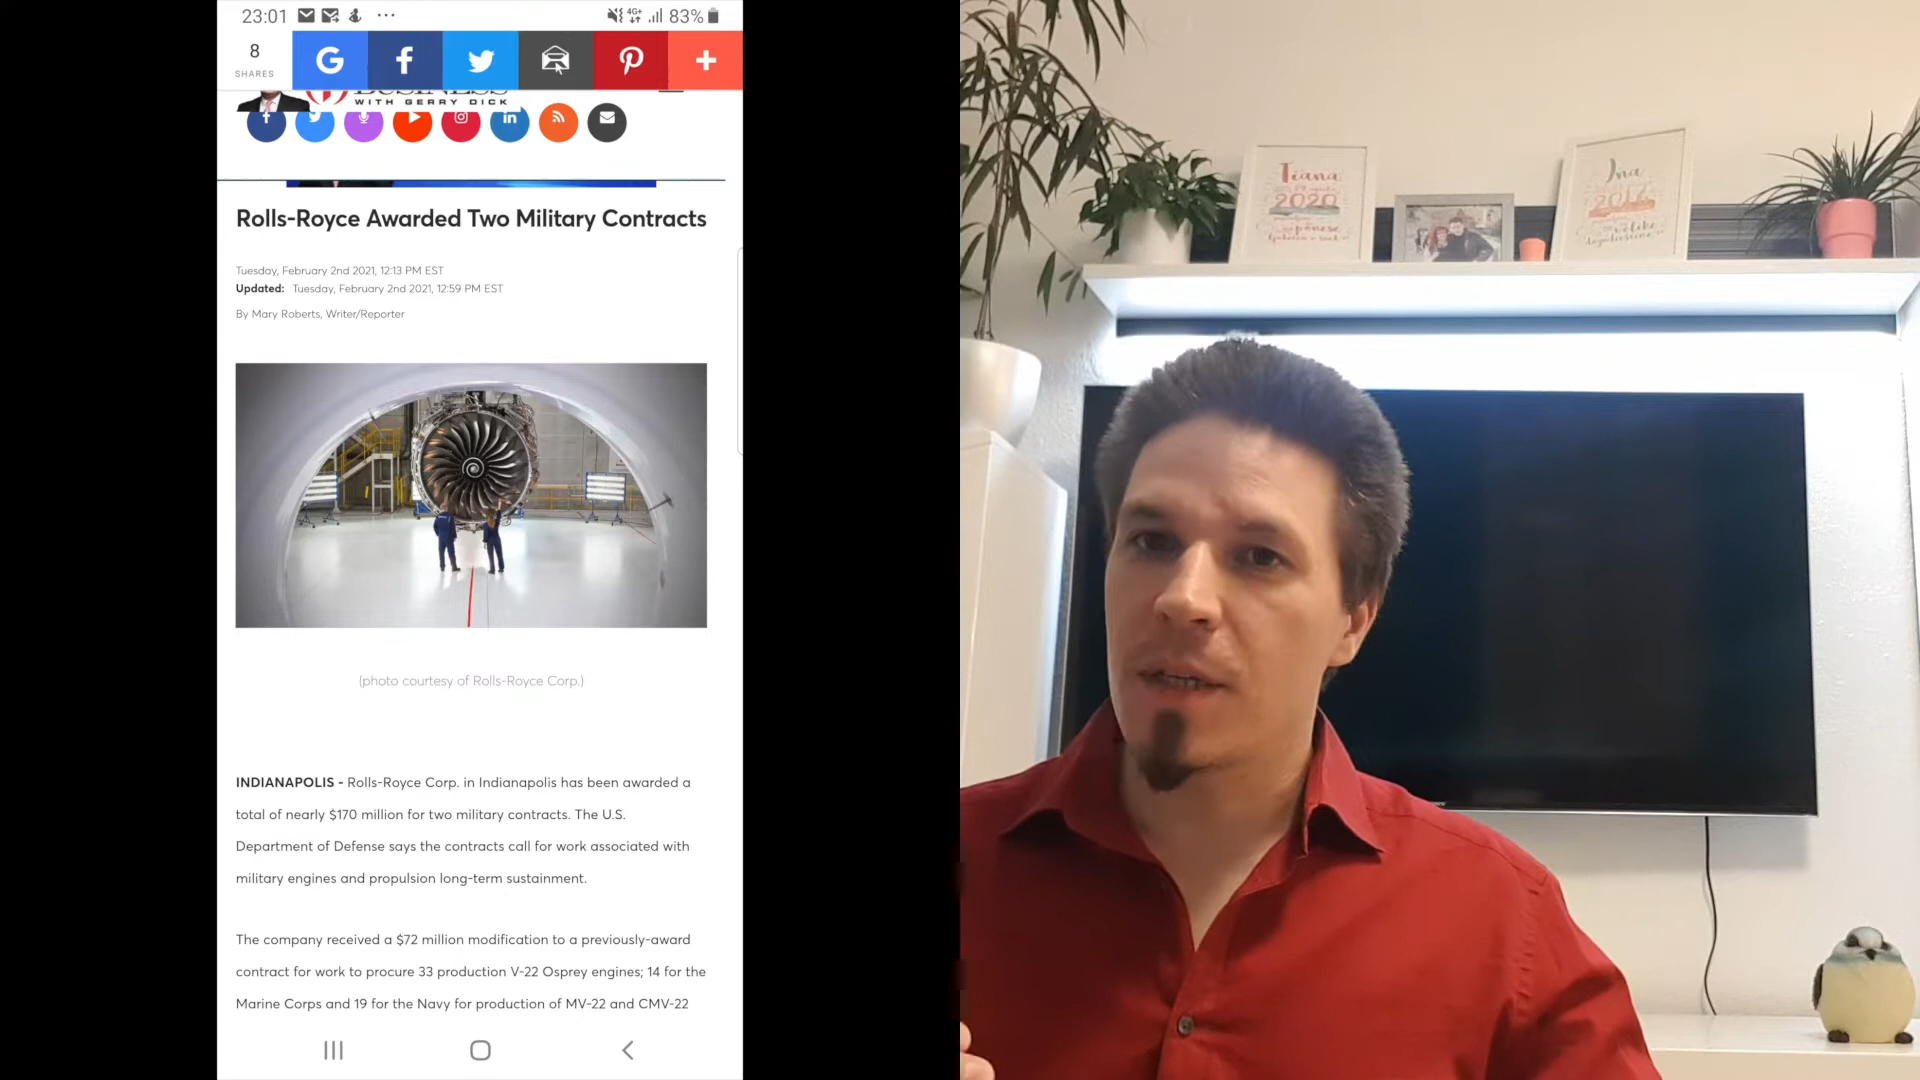 23:01
4G+
83%
8
SHARES
BUSINESS
WITH GERRY DICK
Rolls-Royce Awarded Two Military Contracts
Tuesday, February 2nd 2021, 12:13 PM EST
Updated: Tuesday, February 2nd 2021, 12:59 PM EST
By Mary Roberts, Writer/Reporter
(photo courtesy of Rolls-Royce Corp.)
INDIANAPOLIS - Rolls-Royce Corp. in Indianapolis has been awarded a
total of nearly $170 million for two military contracts. The U.S.
Department of Defense says the contracts call for work associated with
military engines and propulsion long-term sustainment.
The company received a $72 million modification to a previously-award
contract for work to procure 33 production V-22 Osprey engines; 14 for the
Marine Corps and 19 for the Navy for production of MV-22 and CMV-22
Tiana
2020
Ina
2017